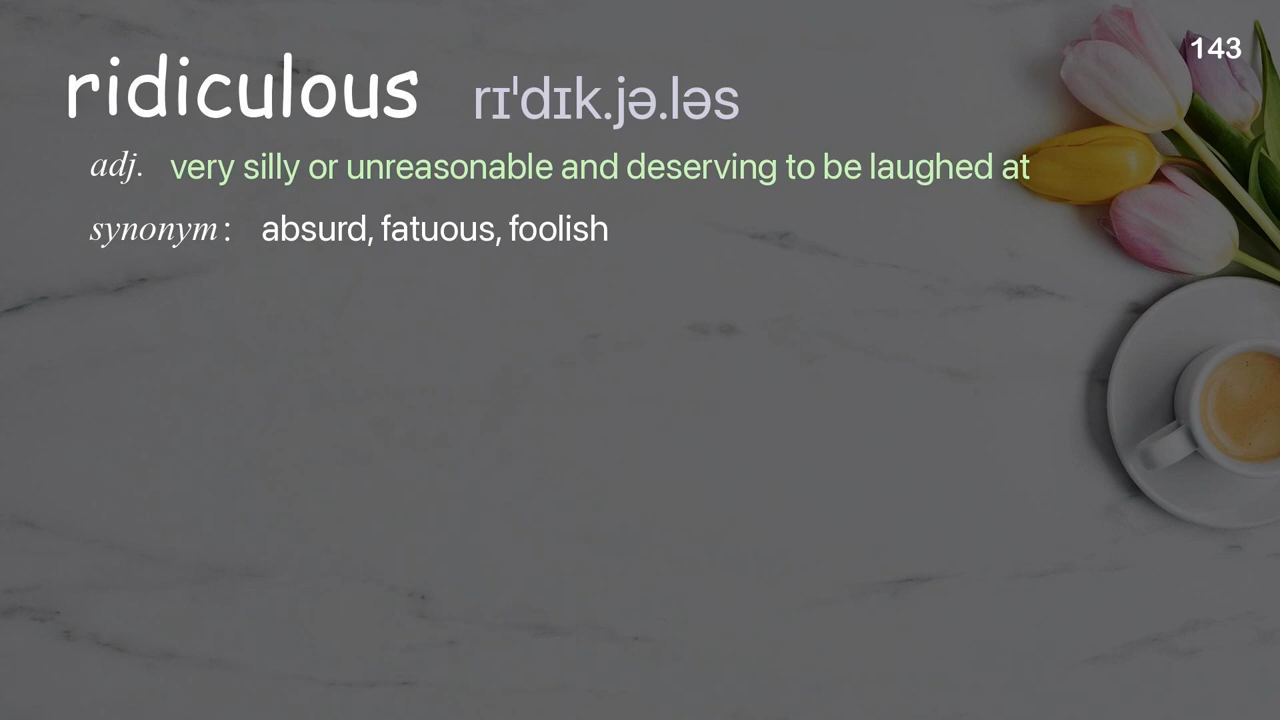 143
ridiculous rɪˈdɪk.jə.ləs
adj. very silly or unreasonable and deserving to be laughed at
synonym: absurd, fatuous, foolish